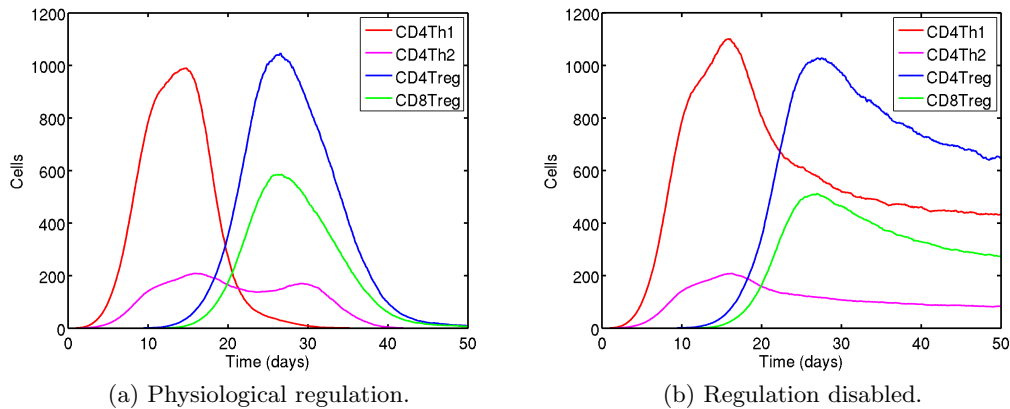 1200
1000
800
600
400
200
0
Cells
0 10 20 30 40 50
Time (days)
CD4Th1
CD4Th2
CD4Treg
CD8Treg
(a) Physiological regulation.
1200
1000
800
600
400
200
0
Cells
0 10 20 30 40 50
Time (days)
CD4Th1
CD4Th2
CD4Treg
CD8Treg
(b) Regulation disabled.